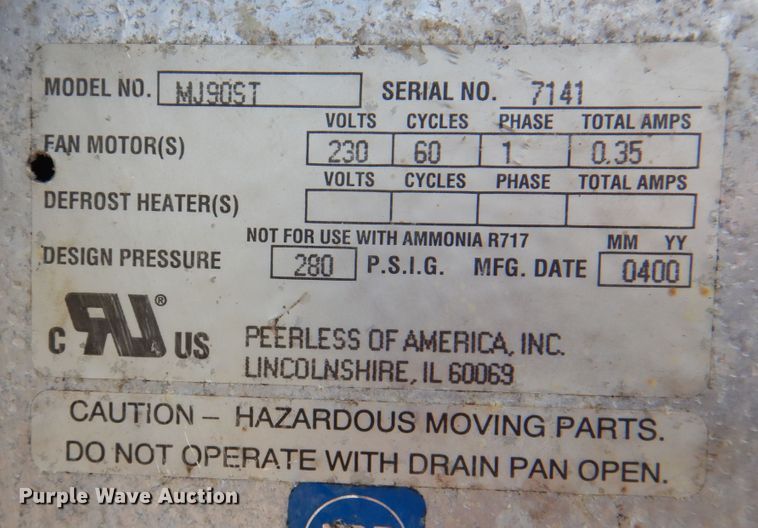 MODEL NO. MJ90ST SERIAL NO. 7141
VOLTS CYCLES PHASE TOTAL AMPS
FAN MOTOR(S) 230 60 1 0.35
VOLTS CYCLES PHASE TOTAL AMPS
DEFROST HEATER(S)
NOT FOR USE WITH AMMONIA R717 MM YY
DESIGN PRESSURE 280 P.S.I.G. MFG. DATE 0400
C RU ® US
PEERLESS OF AMERICA, INC.
LINCOLNSHIRE, IL 60069
CAUTION – HAZARDOUS MOVING PARTS.
DO NOT OPERATE WITH DRAIN PAN OPEN.
Purple Wave Auction